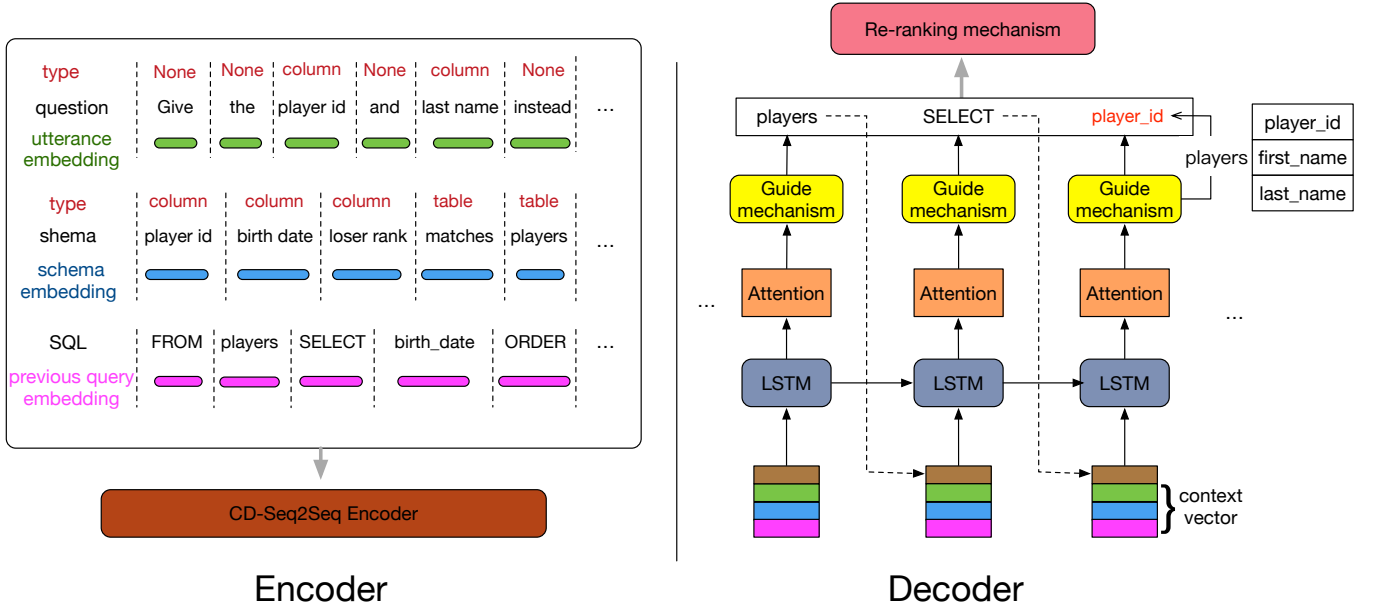 type None None column None column None
question Give the player id and last name instead ...
utterance
embedding
type column column column table table
shema player id birth date loser rank matches players ...
schema
embedding
SQL FROM players SELECT birth_date ORDER ...
previous query
embedding
CD-Seq2Seq Encoder
Encoder
Re-ranking mechanism
players SELECT player_id
player_id
players first_name
last_name
Guide
mechanism
Guide
mechanism
Guide
mechanism
... Attention Attention Attention ...
LSTM LSTM LSTM
context
vector
Decoder